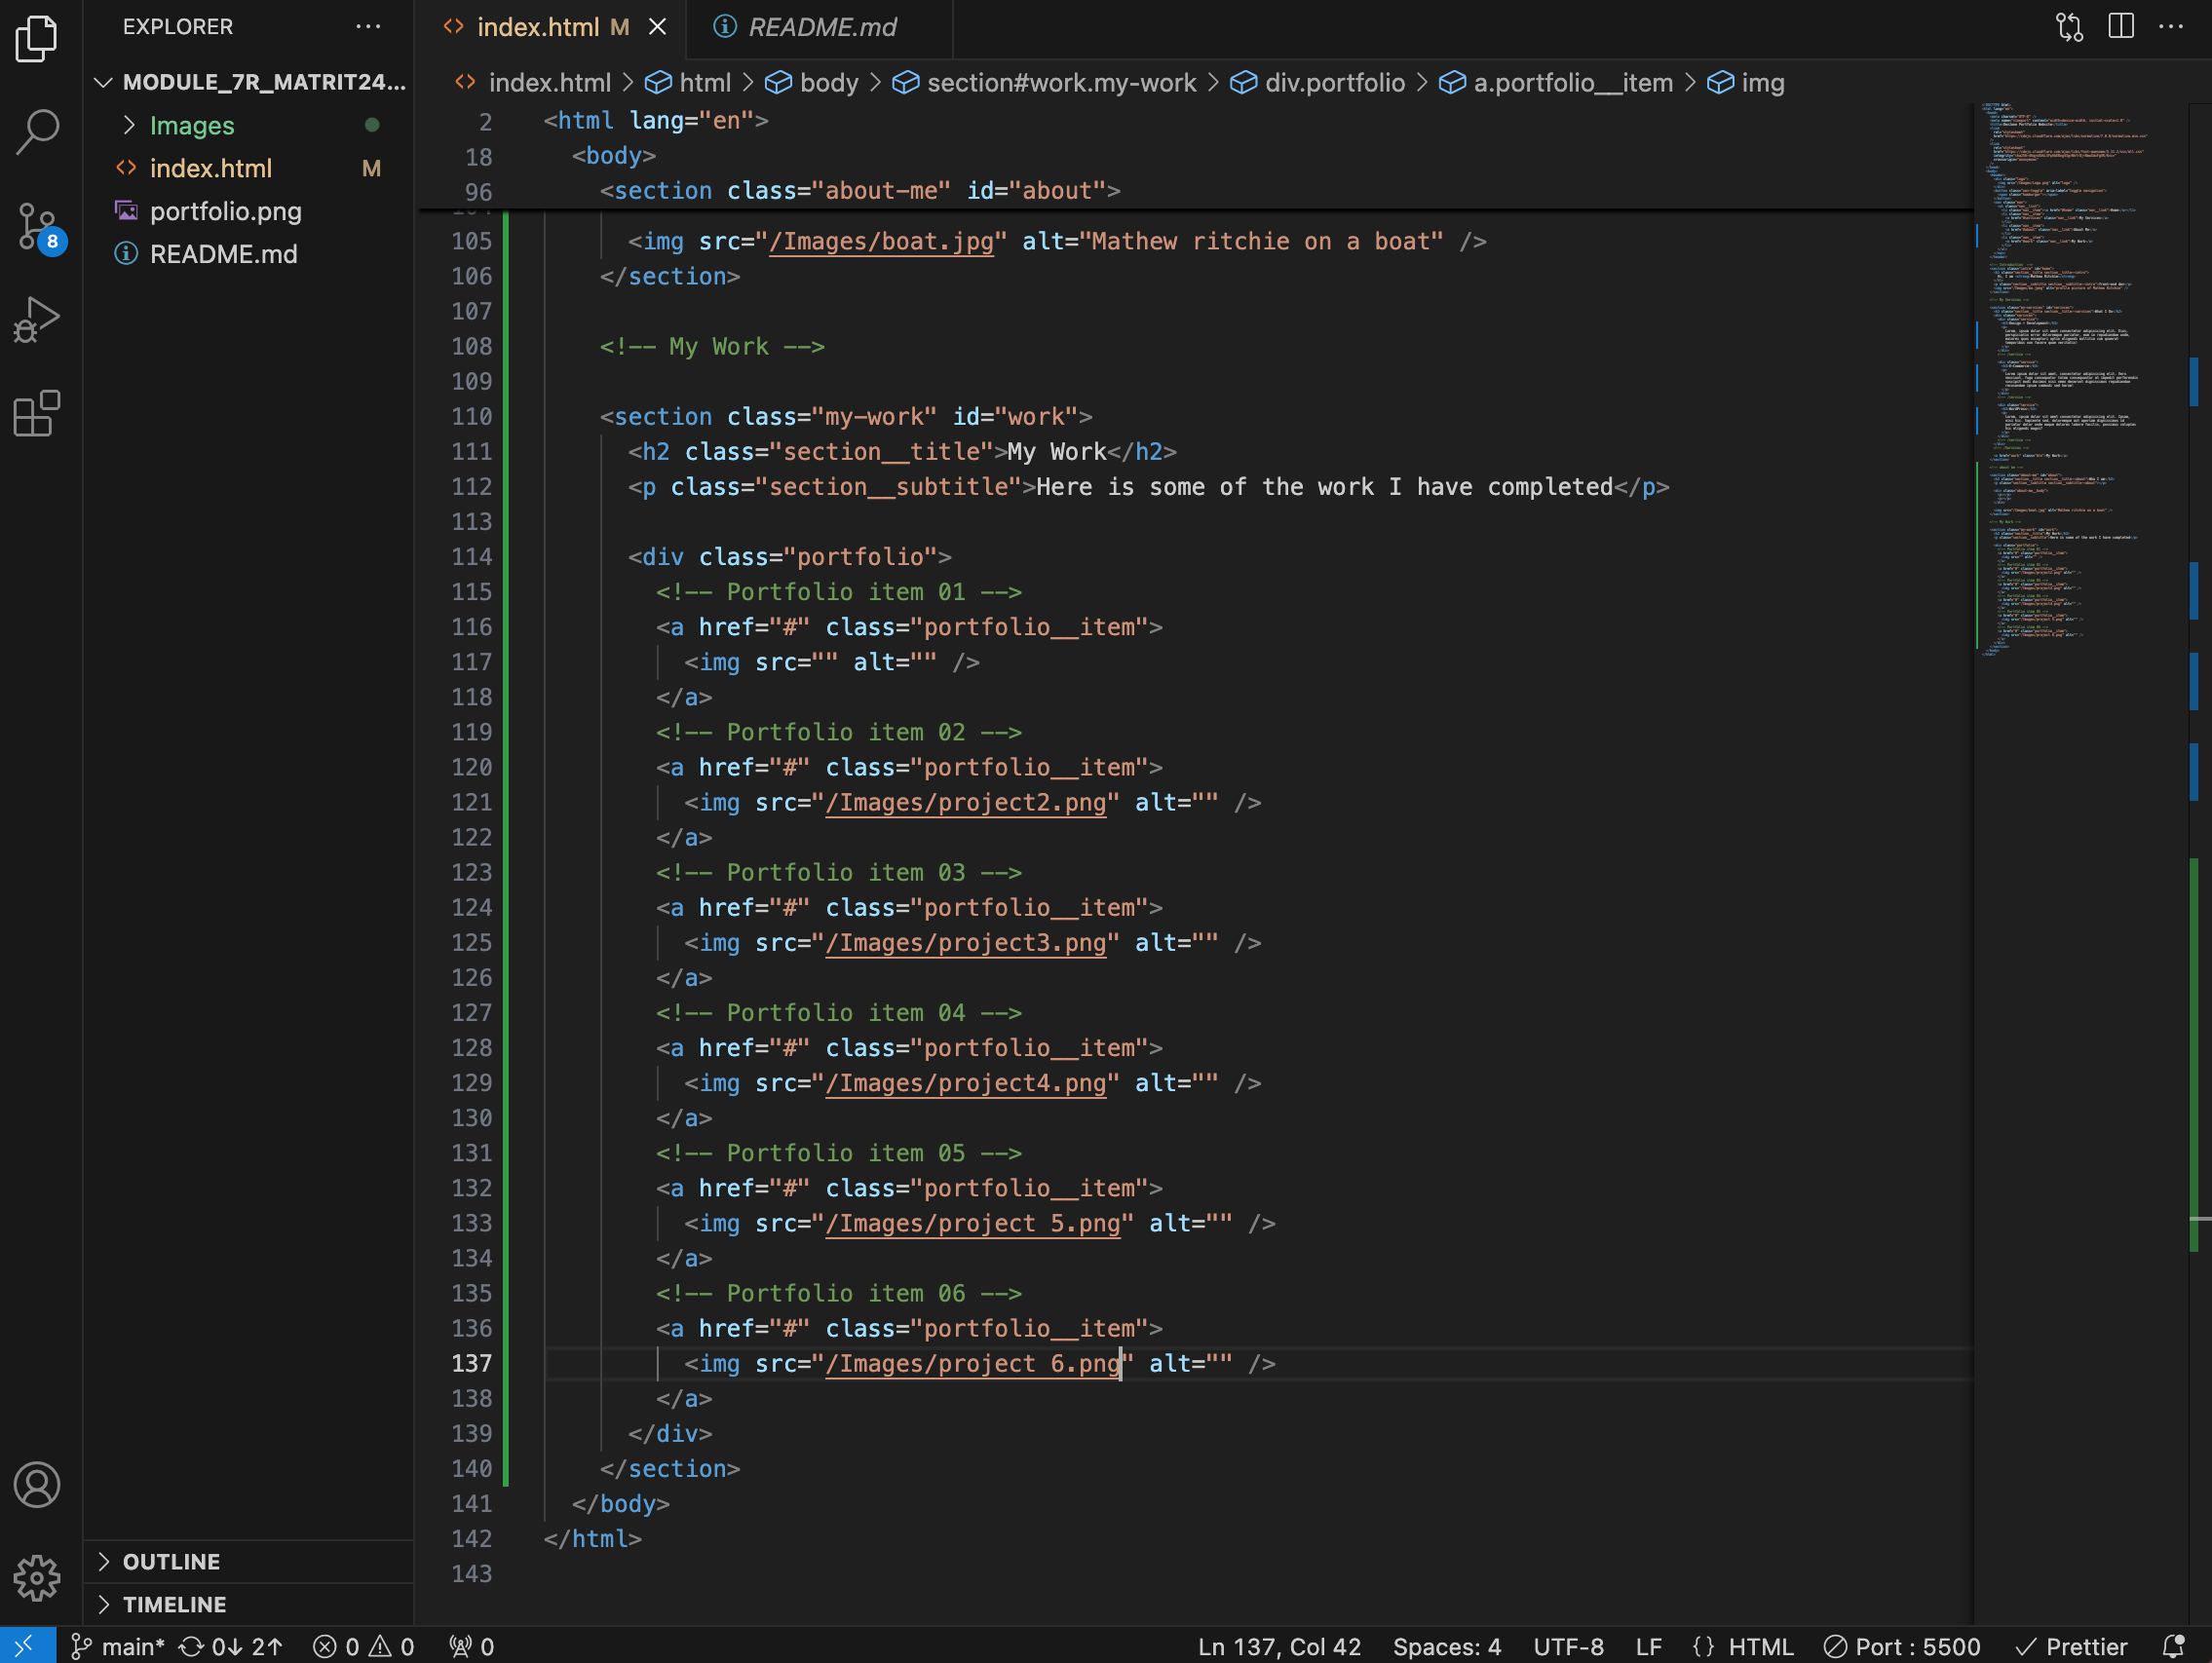 EXPLORER ···
MODULE_7R_MATRIT24...
Images
index.html M
portfolio.png
README.md
8
OUTLINE
TIMELINE
index.html M
README.md
index.html > html > body > section#work.my-work > div.portfolio > a.portfolio__item > img
2 <html lang="en">
18 <body>
96 <section class="about-me" id="about">
105 <img src="/Images/boat.jpg" alt="Mathew ritchie on a boat" />
106 </section>
107
108 <!-- My Work -->
109
110 <section class="my-work" id="work">
111 <h2 class="section__title">My Work</h2>
112 <p class="section__subtitle">Here is some of the work I have completed</p>
113
114 <div class="portfolio">
115 <!-- Portfolio item 01 -->
116 <a href="#" class="portfolio__item">
117 <img src="" alt="" />
118 </a>
119 <!-- Portfolio item 02 -->
120 <a href="#" class="portfolio__item">
121 <img src="/Images/project2.png" alt="" />
122 </a>
123 <!-- Portfolio item 03 -->
124 <a href="#" class="portfolio__item">
125 <img src="/Images/project3.png" alt="" />
126 </a>
127 <!-- Portfolio item 04 -->
128 <a href="#" class="portfolio__item">
129 <img src="/Images/project4.png" alt="" />
130 </a>
131 <!-- Portfolio item 05 -->
132 <a href="#" class="portfolio__item">
133 <img src="/Images/project 5.png" alt="" />
134 </a>
135 <!-- Portfolio item 06 -->
136 <a href="#" class="portfolio__item">
137 <img src="/Images/project 6.png" alt="" />
138 </a>
139 </div>
140 </section>
141 </body>
142 </html>
143
main* 0↓ 2↑ 0 0 0 Ln 137, Col 42 Spaces: 4 UTF-8 LF {} HTML Port : 5500 Prettier